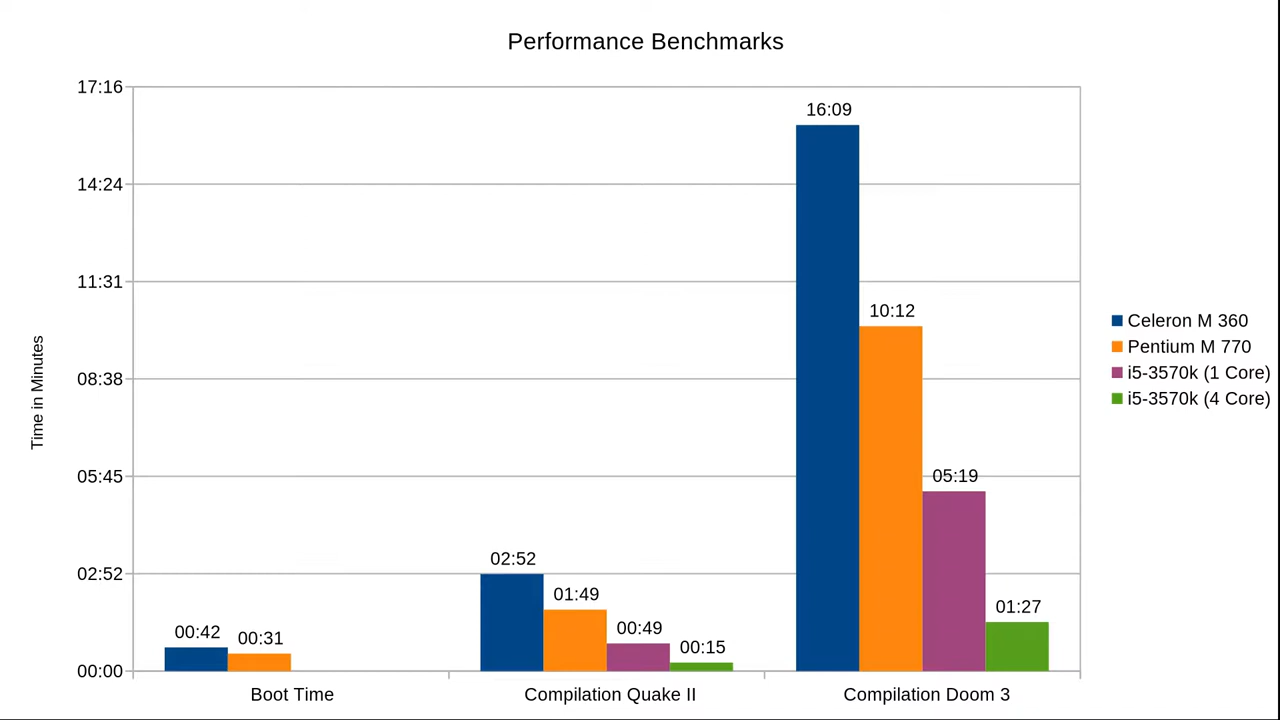 Performance Benchmarks
17:16
14:24
11:31
08:38
05:45
02:52
00:00
Time in Minutes
00:42
00:31
02:52
01:49
00:49
00:15
16:09
10:12
05:19
01:27
Boot Time
Compilation Quake II
Compilation Doom 3
Celeron M 360
Pentium M 770
i5-3570k (1 Core)
i5-3570k (4 Core)